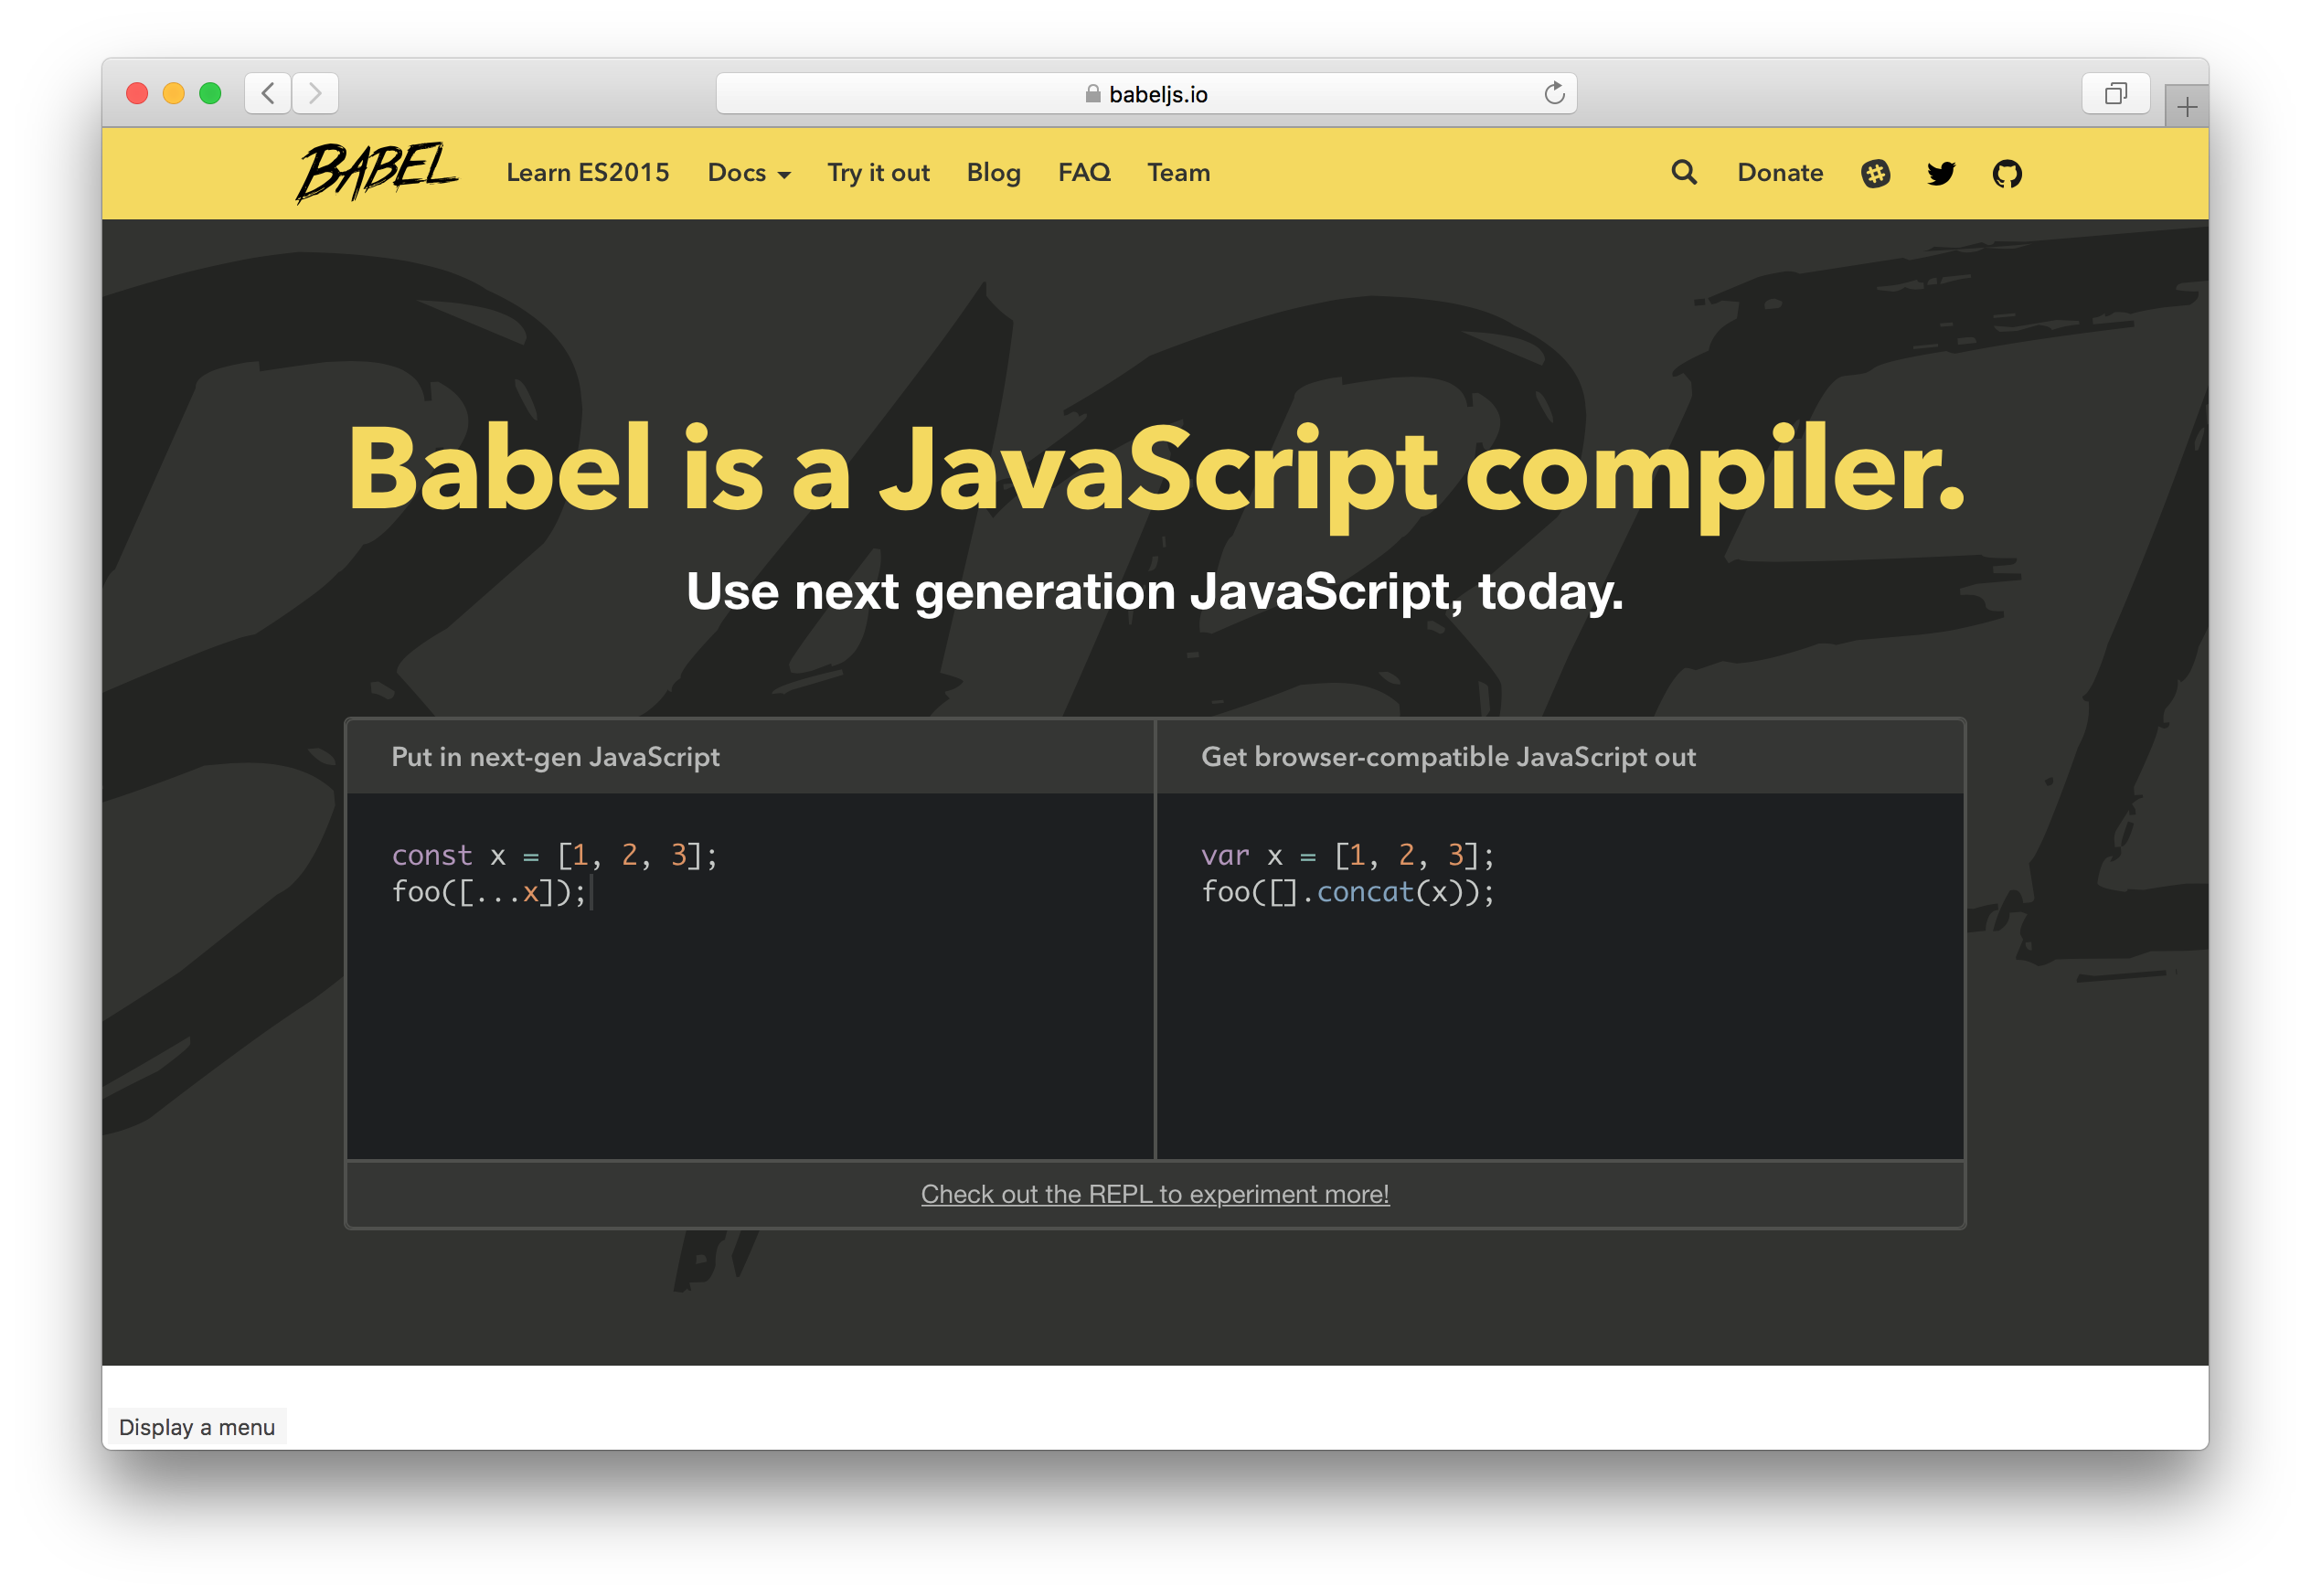 babeljs.io
BABEL Learn ES2015 Docs Try it out Blog FAQ Team Donate
Babel is a JavaScript compiler.
Use next generation JavaScript, today.
Put in next-gen JavaScript
const x = [1, 2, 3];
foo([...x]);
Get browser-compatible JavaScript out
var x = [1, 2, 3];
foo([].concat(x));
Check out the REPL to experiment more!
Display a menu